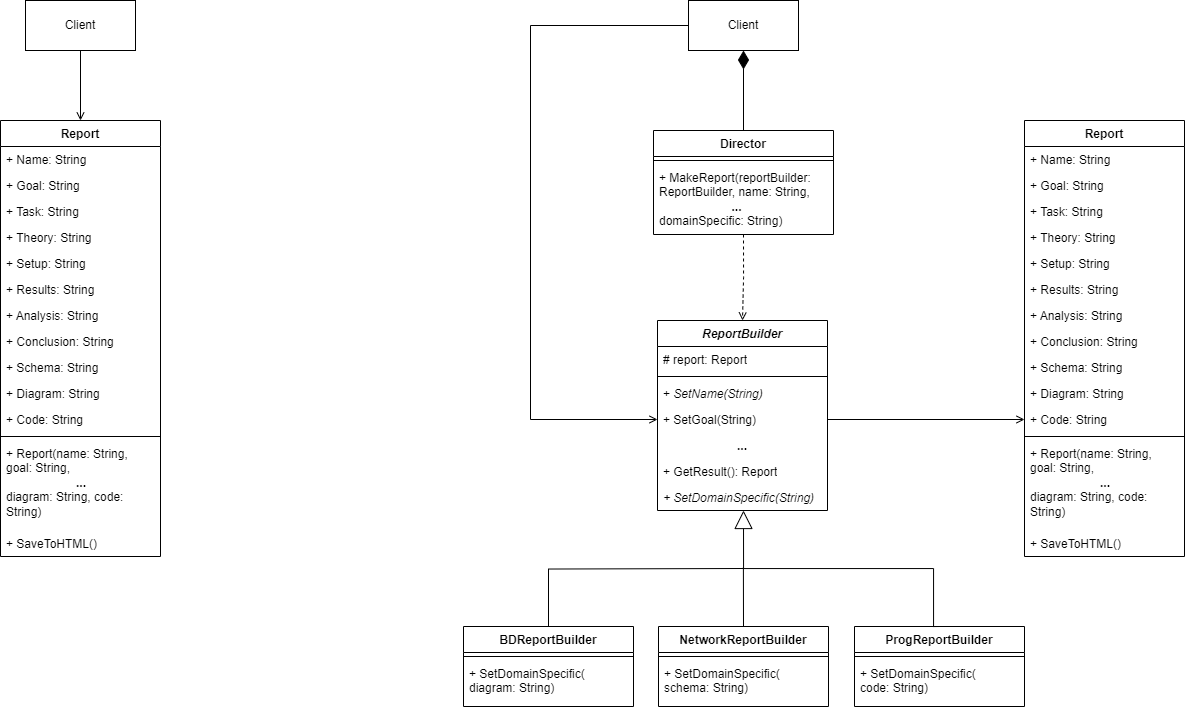 Client
Report
+ Name: String
+ Goal: String
+ Task: String
+ Theory: String
+ Setup: String
+ Results: String
+ Analysis: String
+ Conclusion: String
+ Schema: String
+ Diagram: String
+ Code: String
+ Report(name: String,
goal: String,
...
diagram: String, code:
String)
+ SaveToHTML()
Client
Director
+ MakeReport(reportBuilder:
ReportBuilder, name: String,
...
domainSpecific: String)
ReportBuilder
# report: Report
+ SetName(String)
+ SetGoal(String)
...
+ GetResult(): Report
+ SetDomainSpecific(String)
BDReportBuilder
+ SetDomainSpecific(
diagram: String)
NetworkReportBuilder
+ SetDomainSpecific(
schema: String)
ProgReportBuilder
+ SetDomainSpecific(
code: String)
Report
+ Name: String
+ Goal: String
+ Task: String
+ Theory: String
+ Setup: String
+ Results: String
+ Analysis: String
+ Conclusion: String
+ Schema: String
+ Diagram: String
+ Code: String
+ Report(name: String,
goal: String,
...
diagram: String, code:
String)
+ SaveToHTML()